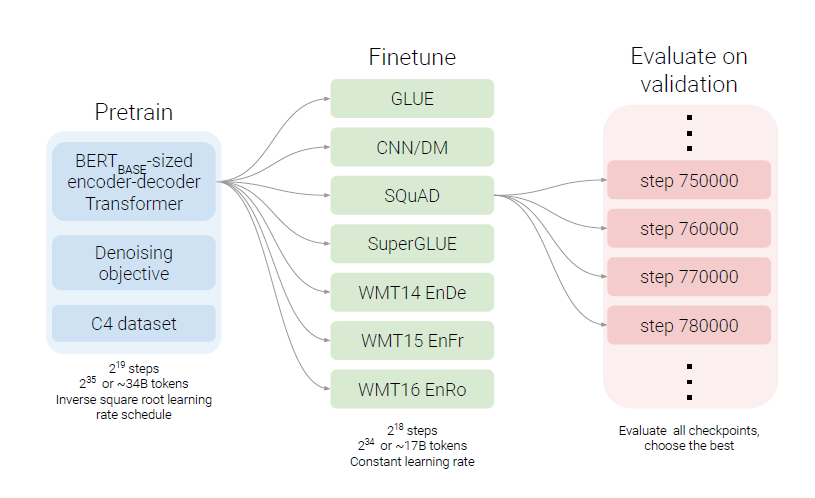 Pretrain
BERT_BASE-sized
encoder-decoder
Transformer
Denoising
objective
C4 dataset
2^19 steps
2^35 or ~34B tokens
Inverse square root learning
rate schedule
Finetune
GLUE
CNN/DM
SQuAD
SuperGLUE
WMT14 EnDe
WMT15 EnFr
WMT16 EnRo
2^18 steps
2^34 or ~17B tokens
Constant learning rate
Evaluate on
validation
step 750000
step 760000
step 770000
step 780000
Evaluate all checkpoints,
choose the best